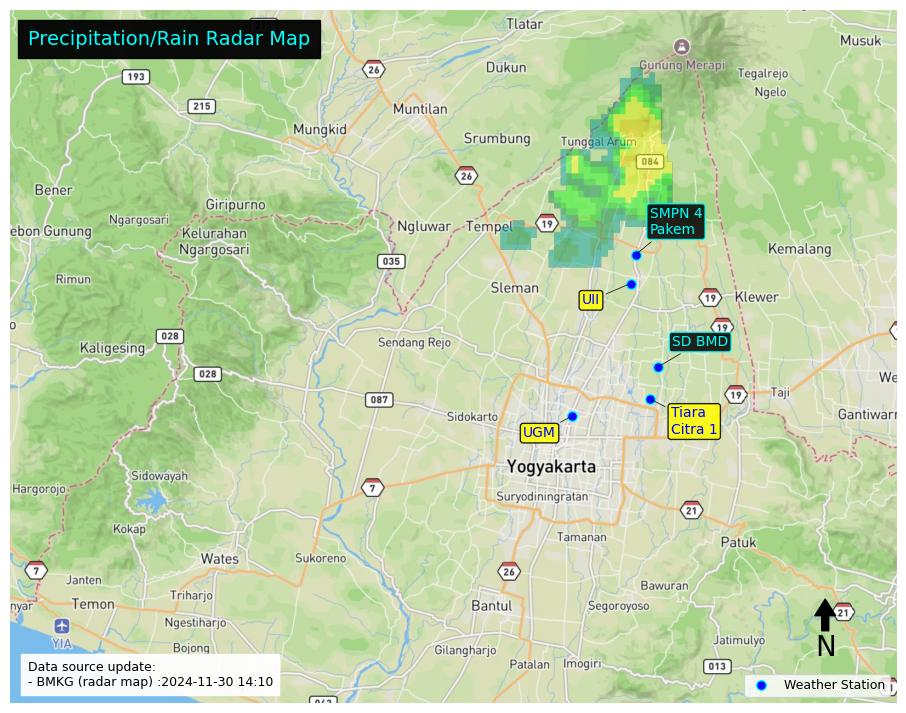 Precipitation/Rain Radar Map
Tlatar
Musuk
26
193
Dukun
Gunung Merapi
Tegalrejo
Ngelo
215
Muntilan
Mungkid
Srumbung
Tunggal Arum
084
26
Bener
Giripurno
Ngargosari
ebon Gunung
Kelurahan
Ngargosari
Ngluwar
Tempel
19
SMPN 4
Pakem
Kemalang
035
Rimun
Sleman
UII
19
Klewer
19
028
Kaligesing
Sendang Rejo
SD BMD
028
087
We
19
Taji
Sidokarto
UGM
Tiara
Citra 1
Gantiwarn
Yogyakarta
Sidowayah
Hargorojo
7
Suryodiningratan
21
Kokap
Tamanan
Patuk
Wates
Sukoreno
7
26
Janten
Triharjo
Bawuran
nyar
Temon
Bantul
Segoroyoso
21
Ngestiharjo
YIA
Bojong
Gilangharjo
Jatimulyo
N
Patalan
Imogiri
013
Data source update:
- BMKG (radar map) :2024-11-30 14:10
Weather Station